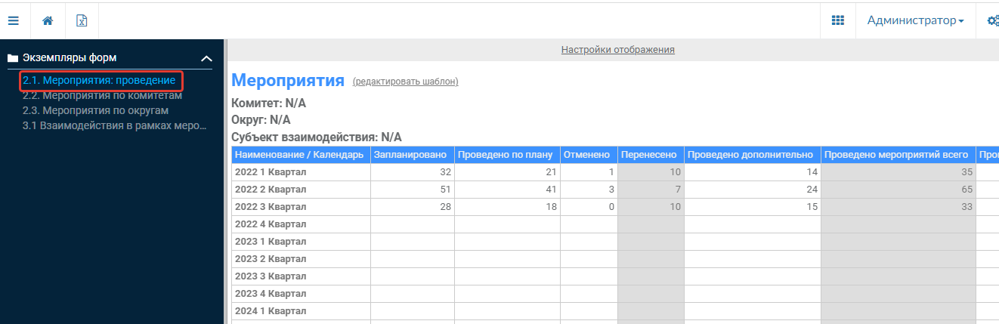 Администратор
Экземпляры форм
2.1. Мероприятия: проведение
2.2. Мероприятия по комитетам
2.3. Мероприятия по округам
3.1 Взаимодействия в рамках меро...
Настройки отображения
Мероприятия (редактировать шаблон)
Комитет: N/A
Округ: N/A
Субъект взаимодействия: N/A
Наименование / Календарь Запланировано Проведено по плану Отменено Перенесено Проведено дополнительно Проведено мероприятий всего
2022 1 Квартал 32 21 1 10 14 35
2022 2 Квартал 51 41 3 7 24 65
2022 3 Квартал 28 18 0 10 15 33
2022 4 Квартал
2023 1 Квартал
2023 2 Квартал
2023 3 Квартал
2023 4 Квартал
2024 1 Квартал